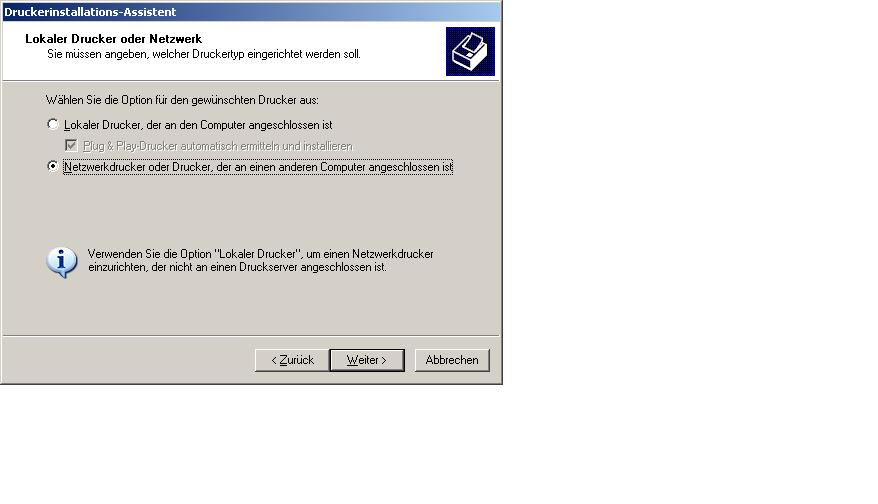 Druckerinstallations-Assistent
Lokaler Drucker oder Netzwerk
Sie müssen angeben, welcher Druckertyp eingerichtet werden soll.
Wählen Sie die Option für den gewünschten Drucker aus:
Lokaler Drucker, der an den Computer angeschlossen ist
Plug & Play-Drucker automatisch ermitteln und installieren
Netzwerkdrucker oder Drucker, der an einen anderen Computer angeschlossen ist
Verwenden Sie die Option "Lokaler Drucker", um einen Netzwerkdrucker
einzurichten, der nicht an einen Druckserver angeschlossen ist.
< Zurück Weiter > Abbrechen